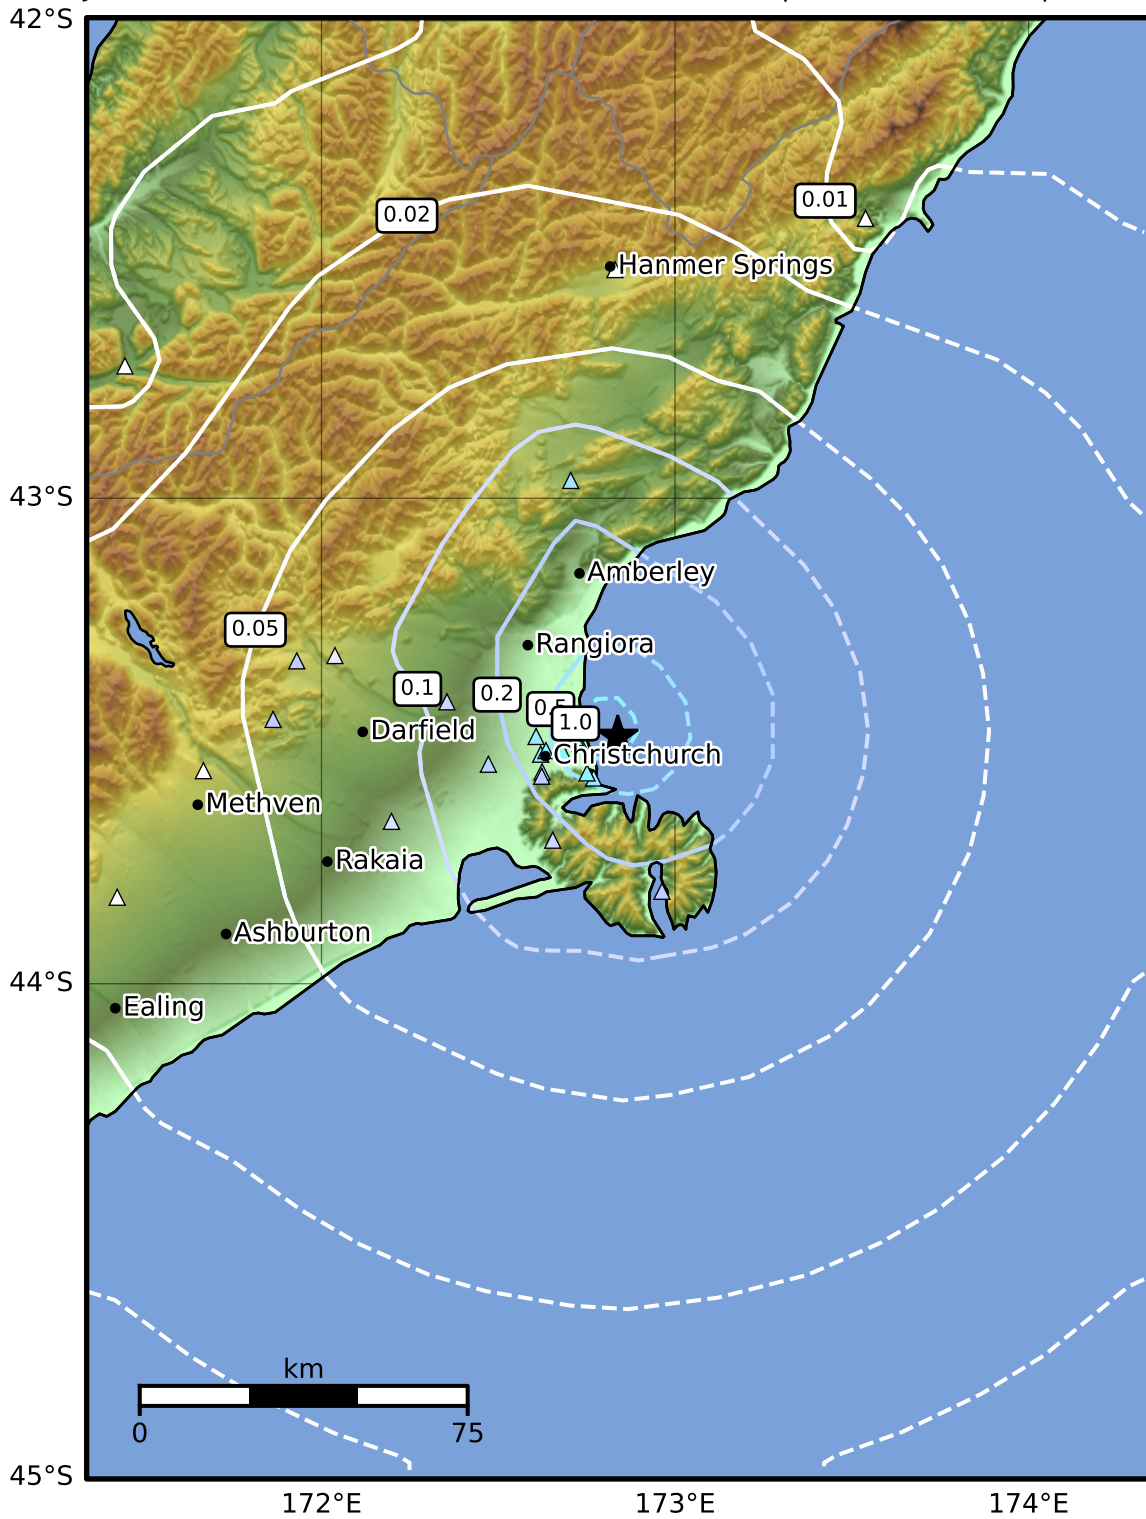 42°S
0.01
0.02
Hanmer Springs
43°S
Amberley
0.05
Rangiora
0.1
0.2
1.0
Darfield
Christchurch
Methven
Rakaia
Ashburton
44°S
Ealing
km
0
75
45°S
172°E
173°E
174°E